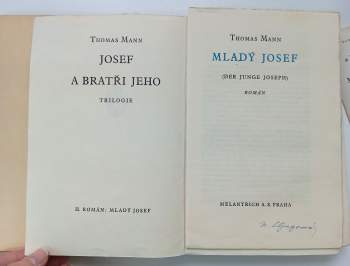 THOMAS MANN
JOSEF
A BRATŘI JEHO
TRILOGIE
II. ROMÁN: MLADÝ JOSEF
THOMAS MANN
MLADÝ JOSEF
(DER JUNGE JOSEPH)
ROMÁN
MELANTRICH A. S. PRAHA